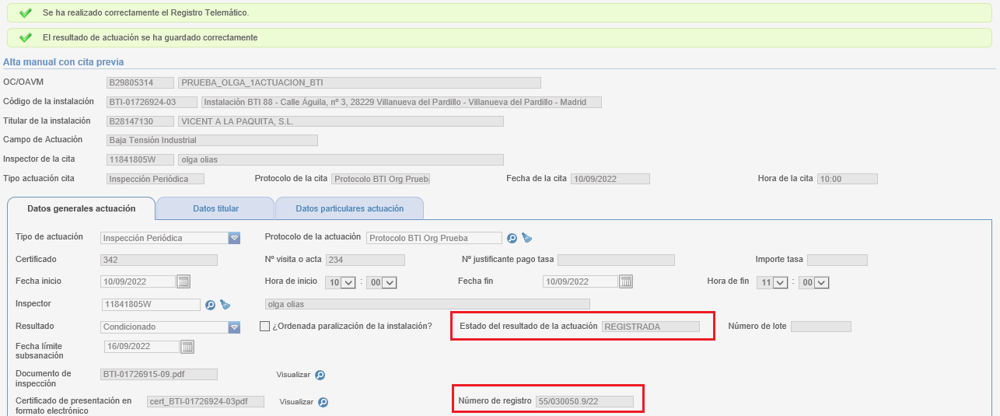 Se ha realizado correctamente el Registro Telemático.
El resultado de actuación se ha guardado correctamente
Alta manual con cita previa
OC/OAVM B29805314 PRUEBA_OLGA_1ACTUACION_BTI
Código de la instalación BTI-01726924-03 Instalación BTI 88 - Calle Águila, nº 3, 28229 Villanueva del Pardillo - Villanueva del Pardillo - Madrid
Titular de la instalación B28147130 VICENT A LA PAQUITA, S.L.
Campo de Actuación Baja Tensión Industrial
Inspector de la cita 11841805W olga olias
Tipo actuación cita Inspección Periódica Protocolo de la cita Protocolo BTI Org Prueba Fecha de la cita 10/09/2022 Hora de la cita 10:00
Datos generales actuación Datos titular Datos particulares actuación
Tipo de actuación Inspección Periódica Protocolo de la actuación Protocolo BTI Org Prueba
Certificado 342 Nº visita o acta 234 Nº justificante pago tasa Importe tasa
Fecha inicio 10/09/2022 Hora de inicio 10 : 00 Fecha fin 10/09/2022 Hora de fin 11 : 00
Inspector 11841805W olga olias
Resultado Condicionado ¿Ordenada paralización de la instalación? Estado del resultado de la actuación REGISTRADA Número de lote
Fecha límite
subsanación 16/09/2022
Documento de
inspección BTI-01726915-09.pdf Visualizar
Certificado de presentación en
formato electrónico cert_BTI-01726924-03pdf Visualizar Número de registro 55/030050.9/22